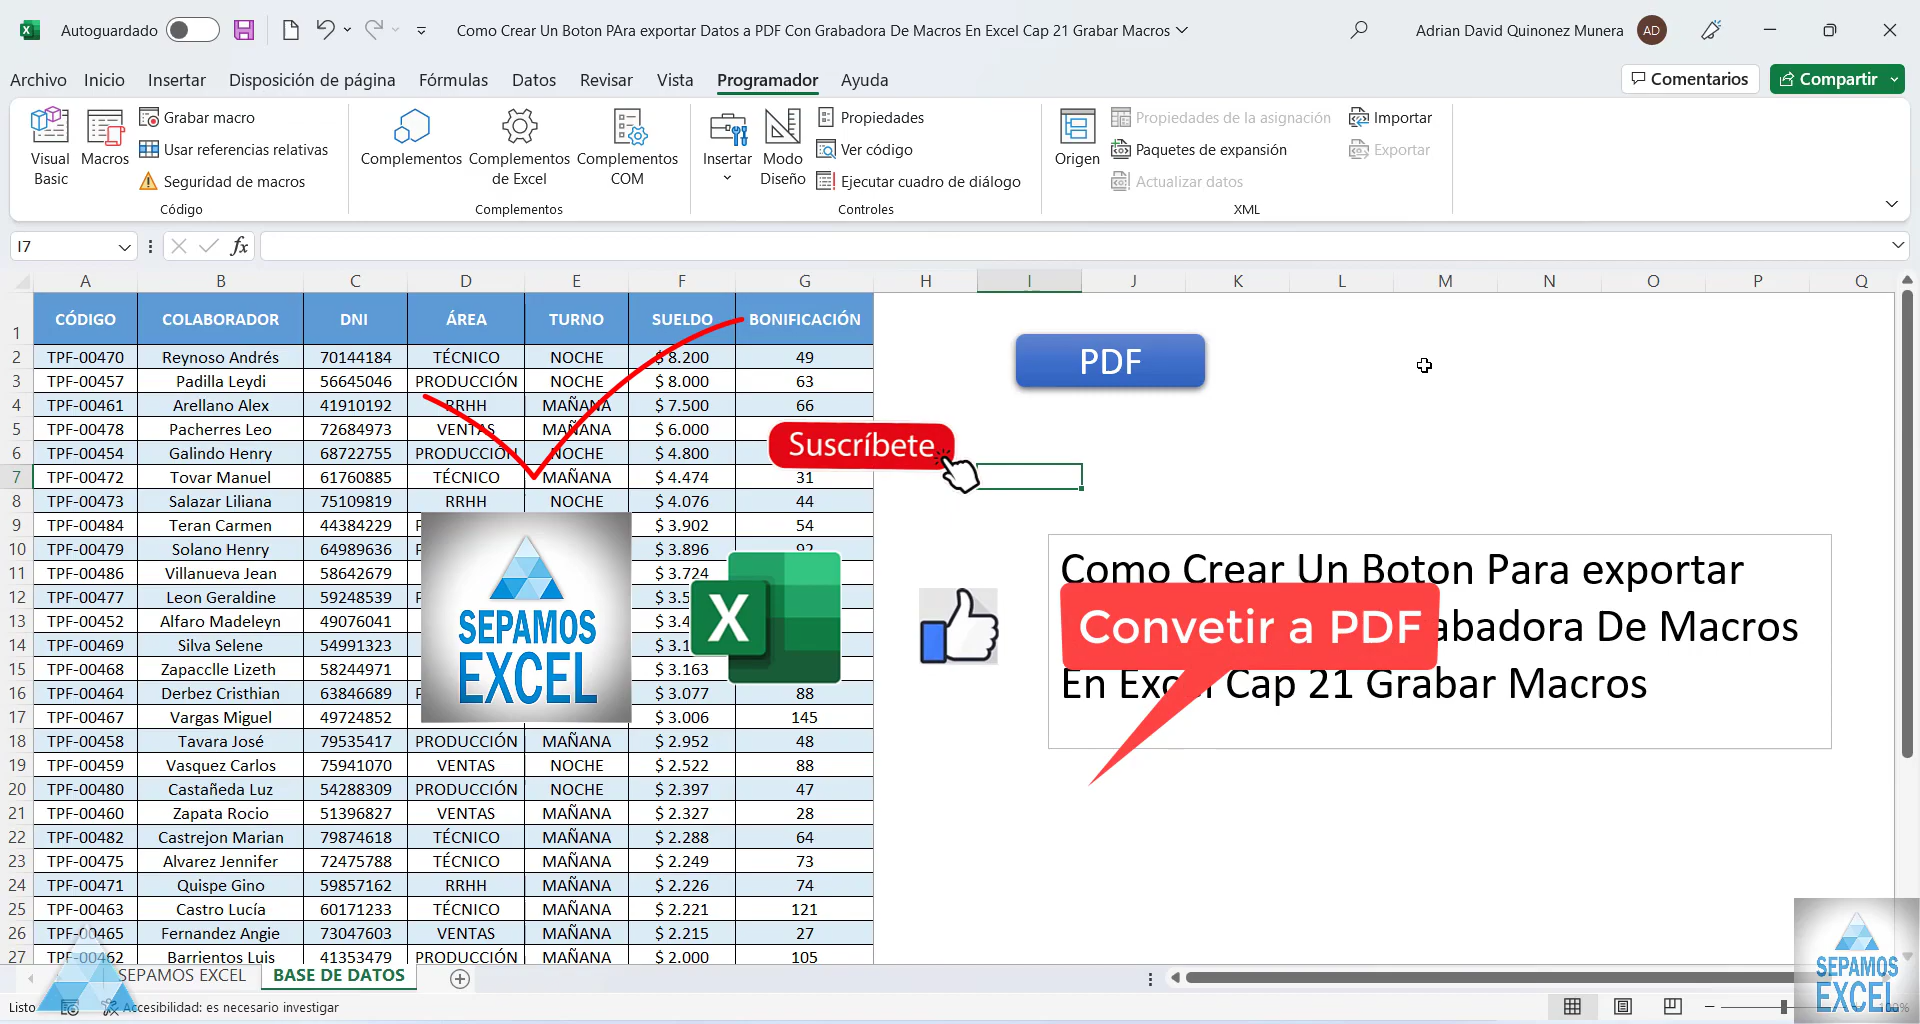 Autoguardado
Como Crear Un Boton PAra exportar Datos a PDF Con Grabadora De Macros En Excel Cap 21 Grabar Macros
Adrian David Quinonez Munera AD
Archivo Inicio Insertar Disposición de página Fórmulas Datos Revisar Vista Programador Ayuda
Comentarios Compartir
Visual Basic
Macros
Grabar macro
Usar referencias relativas
Seguridad de macros
Código
Complementos
Complementos de Excel
Complementos COM
Complementos
Insertar
Modo Diseño
Propiedades
Ver código
Ejecutar cuadro de diálogo
Controles
Origen
Propiedades de la asignación
Paquetes de expansión
Actualizar datos
Importar
Exportar
XML
I7 fx
A B C D E F G H I J K L M N O P Q
1 CÓDIGO COLABORADOR DNI ÁREA TURNO SUELDO BONIFICACIÓN
2 TPF-00470 Reynoso Andrés 70144184 TÉCNICO NOCHE $ 8.200 49
3 TPF-00457 Padilla Leydi 56645046 PRODUCCIÓN NOCHE $ 8.000 63
4 TPF-00461 Arellano Alex 41910192 RRHH MAÑANA $ 7.500 66
5 TPF-00478 Pacherres Leo 72684973 VENTAS MAÑANA $ 6.000
6 TPF-00454 Galindo Henry 68722755 PRODUCCIÓN NOCHE $ 4.800
7 TPF-00472 Tovar Manuel 61760885 TÉCNICO MAÑANA $ 4.474 31
8 TPF-00473 Salazar Liliana 75109819 RRHH NOCHE $ 4.076 44
9 TPF-00484 Teran Carmen 44384229 $ 3.902 54
10 TPF-00479 Solano Henry 64989636 $ 3.896 92
11 TPF-00486 Villanueva Jean 58642679 $ 3.724
12 TPF-00477 Leon Geraldine 59248539
13 TPF-00452 Alfaro Madeleyn 49076041
14 TPF-00469 Silva Selene 54991323
15 TPF-00468 Zapacclle Lizeth 58244971 $ 3.163
16 TPF-00464 Derbez Cristhian 63846689 $ 3.077 88
17 TPF-00467 Vargas Miguel 49724852 $ 3.006 145
18 TPF-00458 Tavara José 79535417 PRODUCCIÓN MAÑANA $ 2.952 48
19 TPF-00459 Vasquez Carlos 75941070 VENTAS NOCHE $ 2.522 88
20 TPF-00480 Castañeda Luz 54288309 PRODUCCIÓN NOCHE $ 2.397 47
21 TPF-00460 Zapata Rocio 51396827 VENTAS MAÑANA $ 2.327 28
22 TPF-00482 Castrejon Marian 79874618 TÉCNICO MAÑANA $ 2.288 64
23 TPF-00475 Alvarez Jennifer 72475788 TÉCNICO MAÑANA $ 2.249 73
24 TPF-00471 Quispe Gino 59857162 RRHH MAÑANA $ 2.226 74
25 TPF-00463 Castro Lucía 60171233 TÉCNICO MAÑANA $ 2.221 121
26 TPF-00465 Fernandez Angie 73047603 VENTAS MAÑANA $ 2.215 27
27 TPF-00462 Barrientos Luis 41353479 PRODUCCIÓN MAÑANA $ 2.000 105
PDF
Suscríbete
SEPAMOS
EXCEL
X
Como Crear Un Boton Para exportar
Convetir a PDF
abadora De Macros
En Excel Cap 21 Grabar Macros
SEPAMOS EXCEL BASE DE DATOS
Listo Accesibilidad: es necesario investigar
SEPAMOS
EXCEL